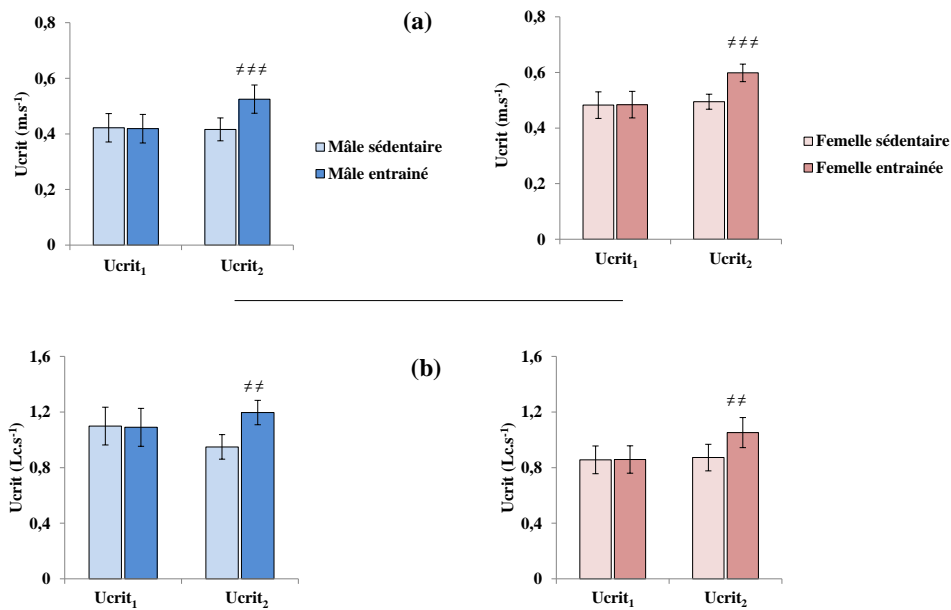 (a)
Ucrit (m.s⁻¹)
0,8
0,6
0,4
0,2
0
≠≠≠
Ucrit₁
Ucrit₂
Mâle sédentaire
Mâle entrainé
Ucrit (m.s⁻¹)
0,8
0,6
0,4
0,2
0
≠≠≠
Ucrit₁
Ucrit₂
Femelle sédentaire
Femelle entrainée
(b)
Ucrit (Lc.s⁻¹)
1,6
1,2
0,8
0,4
0
≠≠
Ucrit₁
Ucrit₂
Ucrit (Lc.s⁻¹)
1,6
1,2
0,8
0,4
0
≠≠
Ucrit₁
Ucrit₂